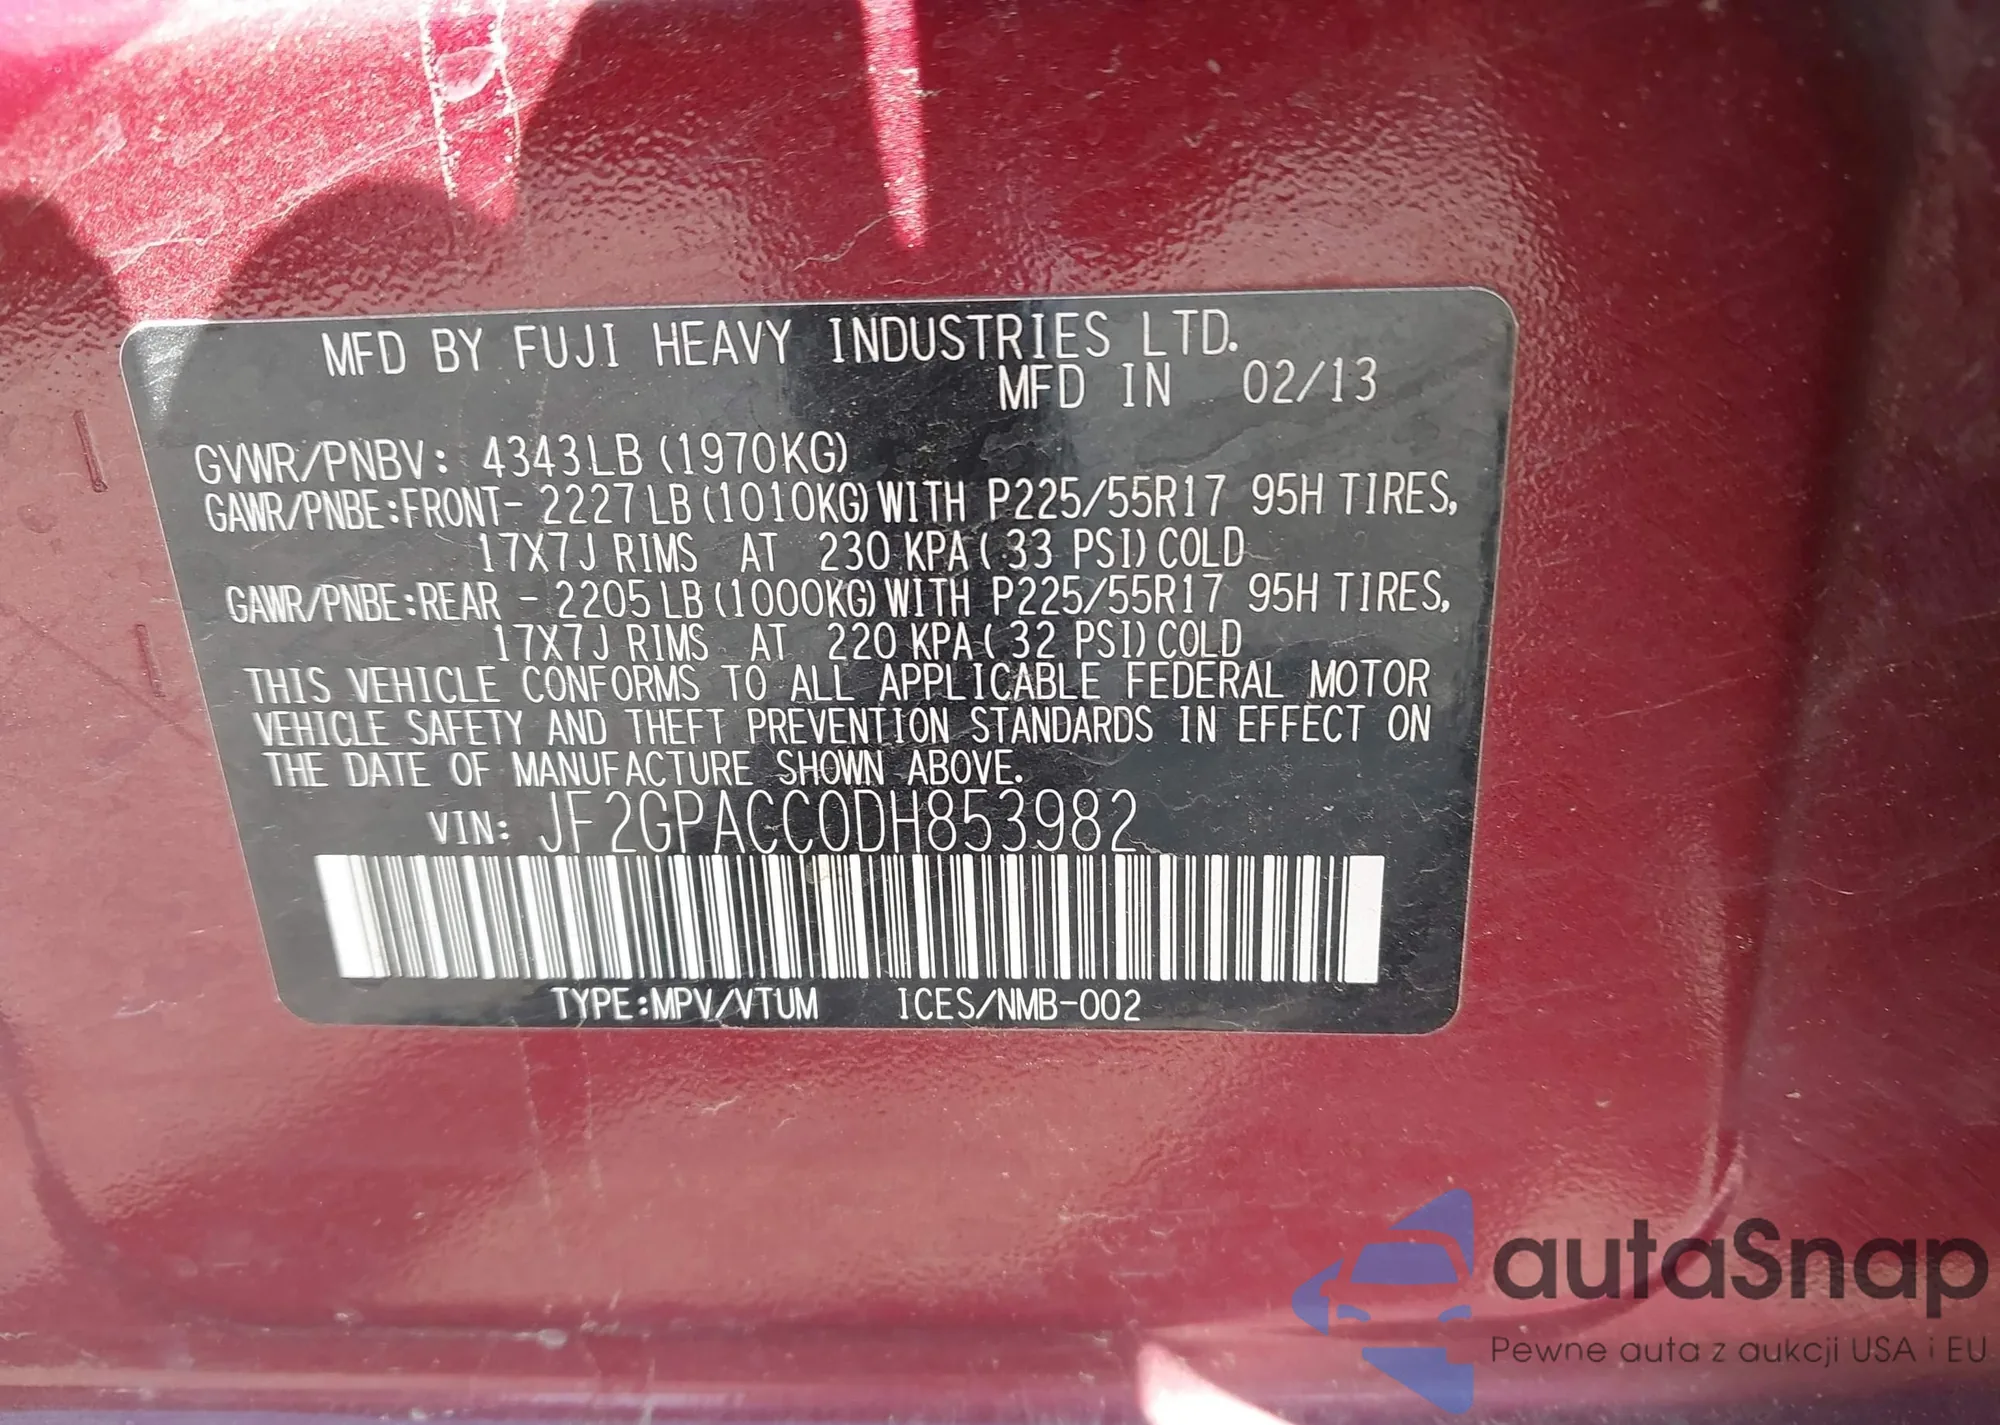 MFD BY FUJI HEAVY INDUSTRIES LTD.
MFD IN 02/13
GVWR/PNBV: 4343LB (1970KG)
GAWR/PNBE:FRONT- 2227LB(1010KG)WITH P225/55R17 95H TIRES,
17X7J RIMS AT 230 KPA( 33 PSI)COLD
GAWR/PNBE:REAR - 2205LB(1000KG)WITH P225/55R17 95H TIRES,
17X7J RIMS AT 220 KPA( 32 PSI)COLD
THIS VEHICLE CONFORMS TO ALL APPLICABLE FEDERAL MOTOR
VEHICLE SAFETY AND THEFT PREVENTION STANDARDS IN EFFECT ON
THE DATE OF MANUFACTURE SHOWN ABOVE.
VIN: JF2GPACC0DH853982
TYPE:MPV/VTUM ICES/NMB-002
autaSnap
Pewne auta z aukcji USA i EU